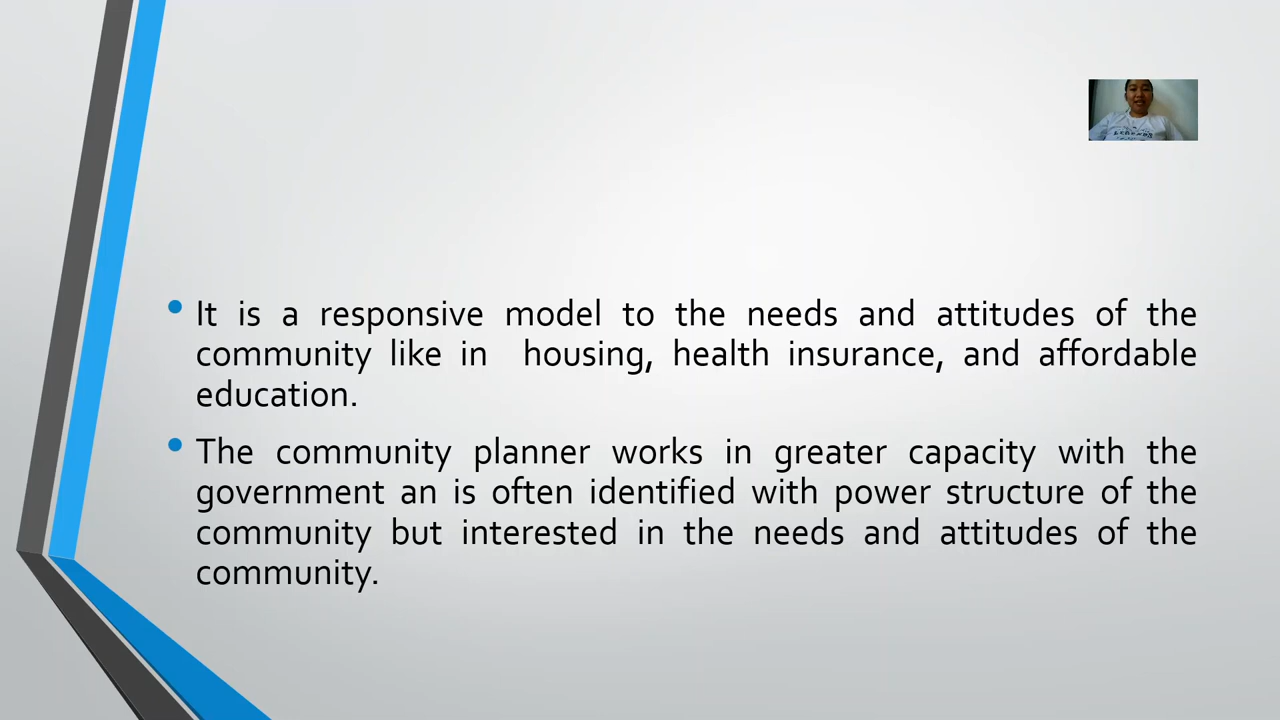 It is a responsive model to the needs and attitudes of the
community like in housing, health insurance, and affordable
education.
The community planner works in greater capacity with the
government an is often identified with power structure of the
community but interested in the needs and attitudes of the
community.